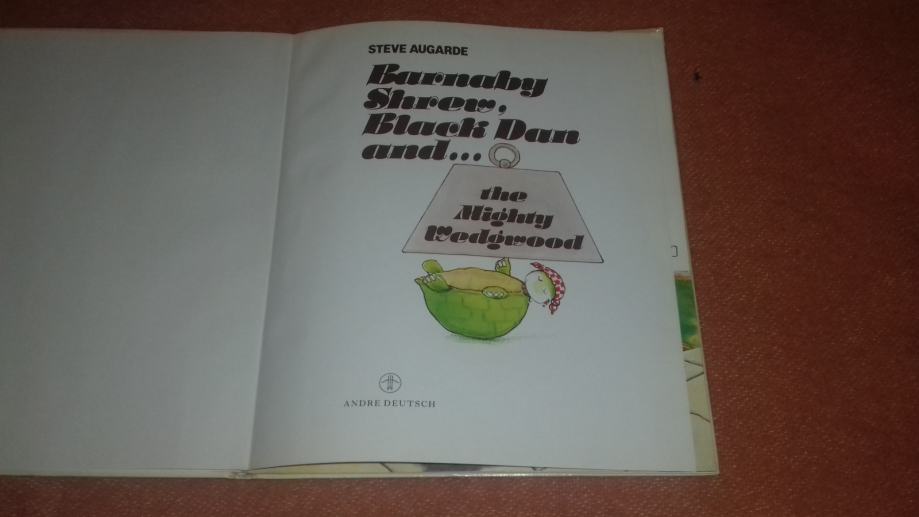 STEVE AUGARDE
Barnaby
Shrew,
Black Dan
and...
the
Mighty
Wedgwood
ANDRE DEUTSCH